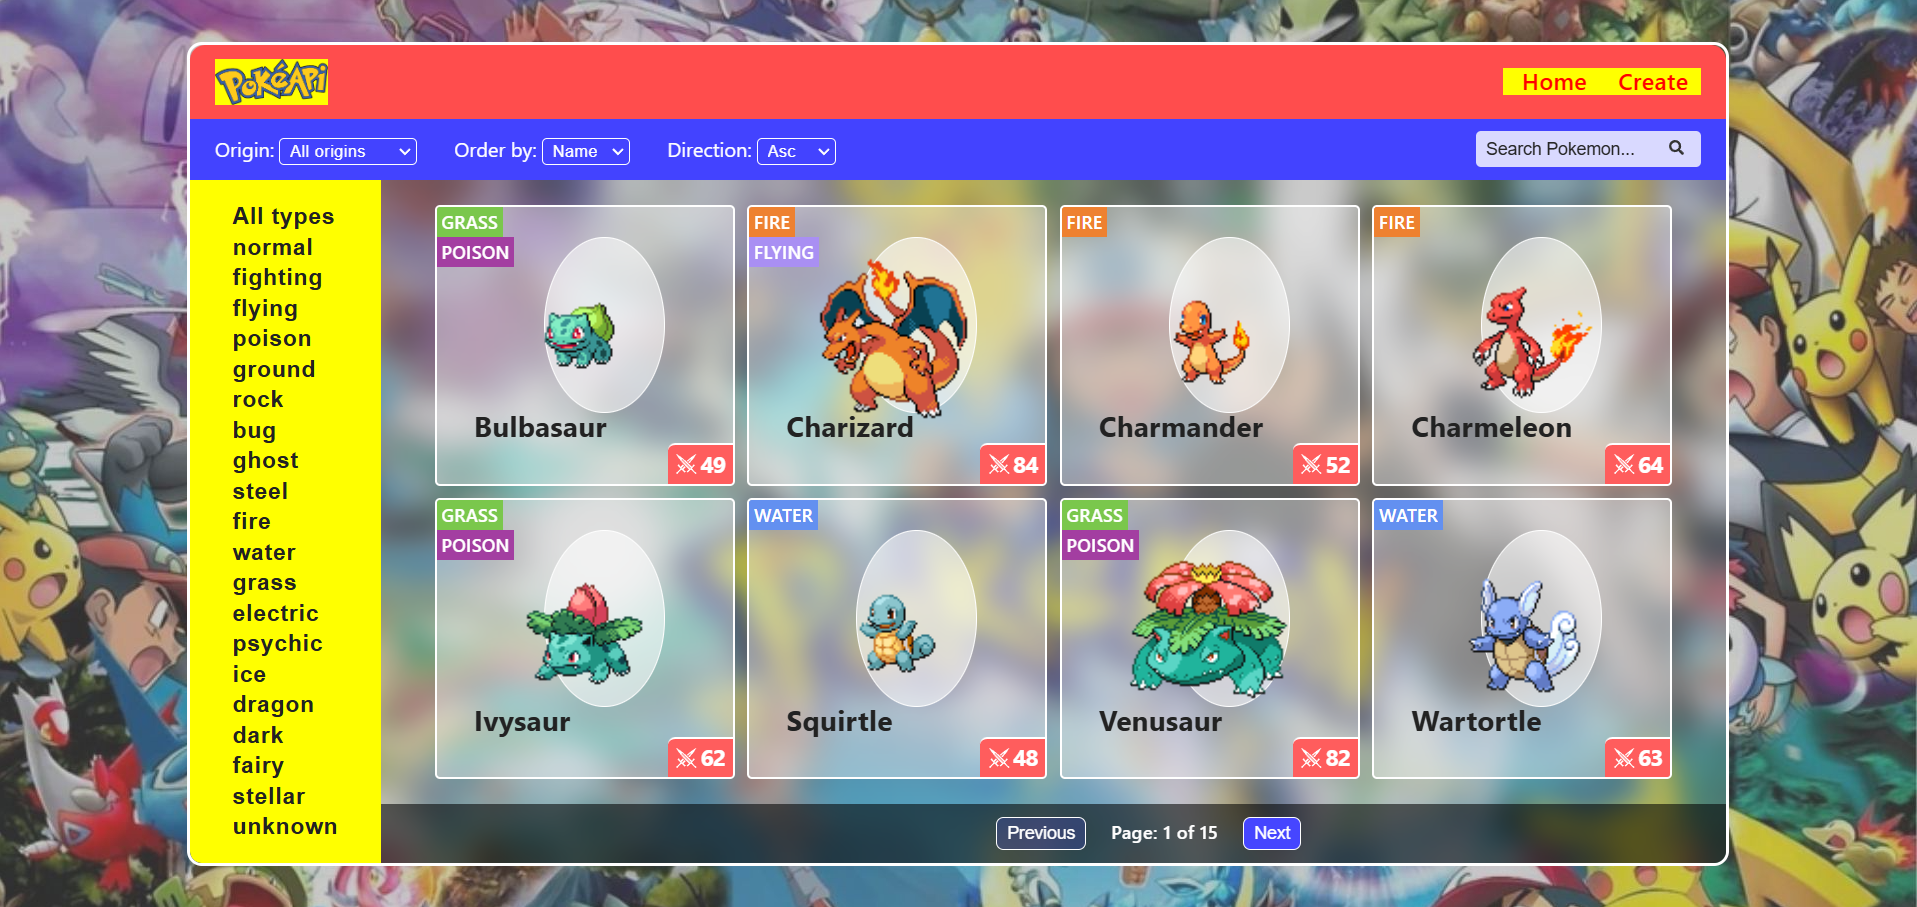 PokéApi
Home Create
Origin: All origins Order by: Name Direction: Asc Search Pokemon...
All types
normal
fighting
flying
poison
ground
rock
bug
ghost
steel
fire
water
grass
electric
psychic
ice
dragon
dark
fairy
stellar
unknown
GRASS
POISON
Bulbasaur
49
FIRE
FLYING
Charizard
84
FIRE
Charmander
52
FIRE
Charmeleon
64
GRASS
POISON
Ivysaur
62
WATER
Squirtle
48
GRASS
POISON
Venusaur
82
WATER
Wartortle
63
Previous Page: 1 of 15 Next